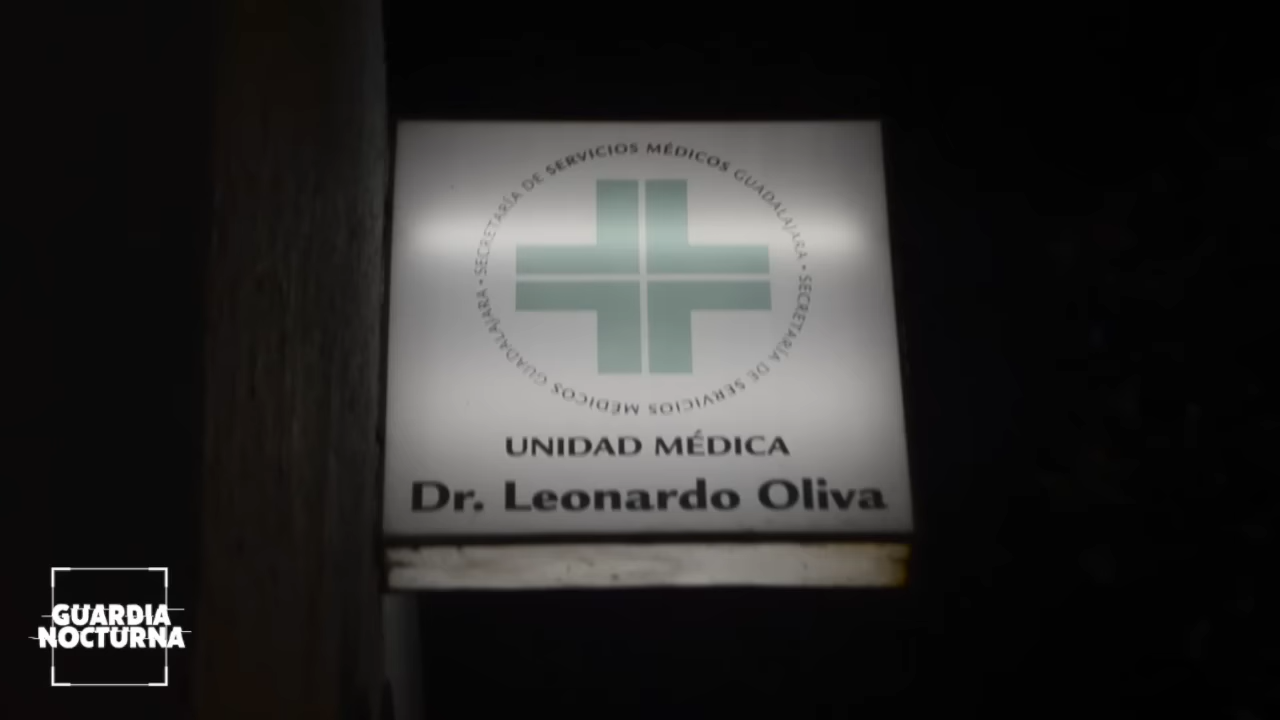 SECRETARÍA DE SERVICIOS MÉDICOS GUADALAJARA • SECRETARÍA DE SERVICIOS MÉDICOS GUADALAJARA •
UNIDAD MÉDICA
Dr. Leonardo Oliva
GUARDIA
NOCTURNA